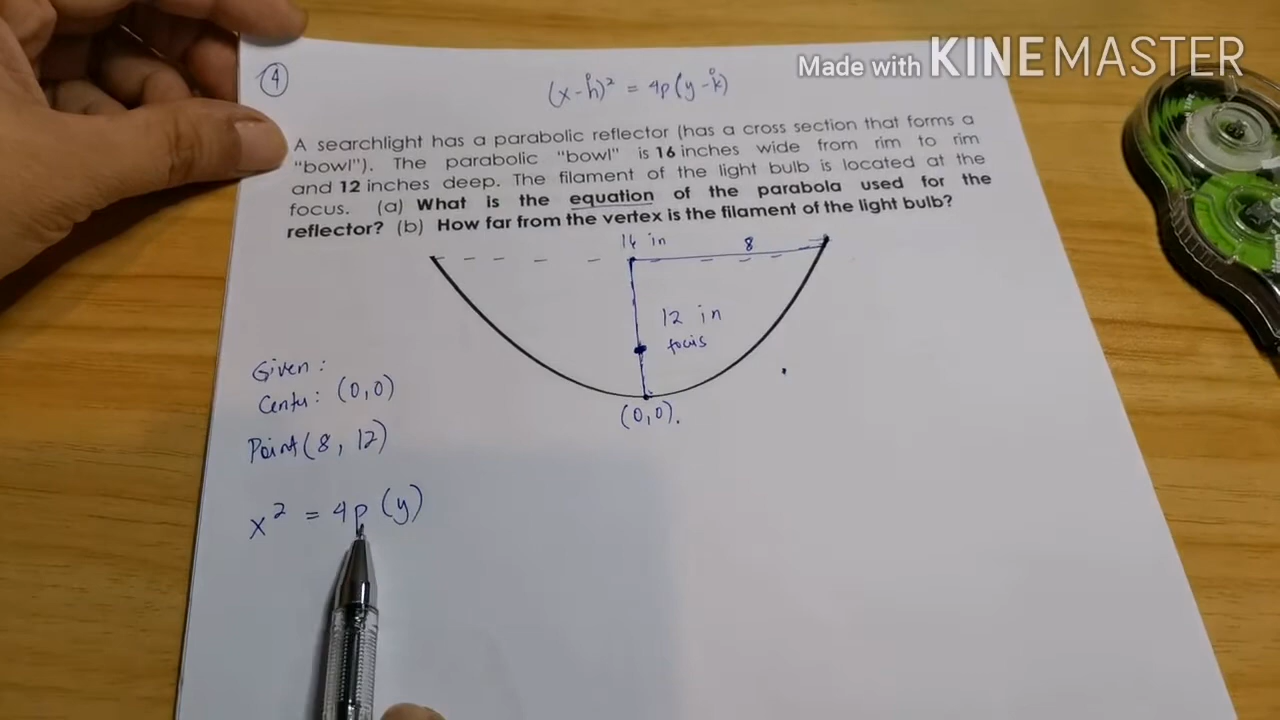 Made with KINEMASTER
4
(x-h)² = 4p(y-k)
0 0
A searchlight has a parabolic reflector (has a cross section that forms a
"bowl"). The parabolic "bowl" is 16 inches wide from rim to rim
and 12 inches deep. The filament of the light bulb is located at the
focus. (a) What is the equation of the parabola used for the
reflector? (b) How far from the vertex is the filament of the light bulb?
16 in 8
12 in
focus
Given:
(0,0)
(0,0).
Point (8, 12)
x² = 4p (y)